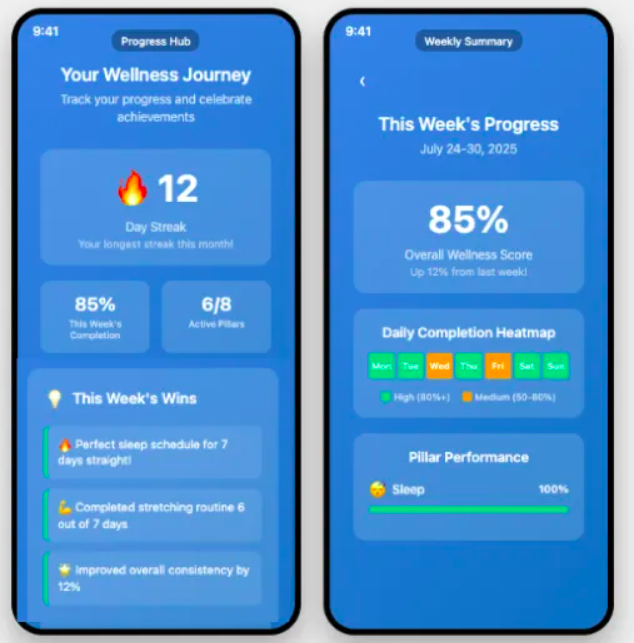 9:41
Progress Hub
Your Wellness Journey
Track your progress and celebrate
achievements
🔥 12
Day Streak
Your longest streak this month!
85%
This Week's
Completion
6/8
Active Pillars
💡 This Week's Wins
🔥 Perfect sleep schedule for 7
days straight!
💪 Completed stretching routine 6
out of 7 days
🌟 Improved overall consistency by
12%
9:41
Weekly Summary
‹
This Week's Progress
July 24-30, 2025
85%
Overall Wellness Score
Up 12% from last week!
Daily Completion Heatmap
Mon Tue Wed Thu Fri Sat Sun
High (80%+) Medium (50-80%)
Pillar Performance
😴 Sleep 100%